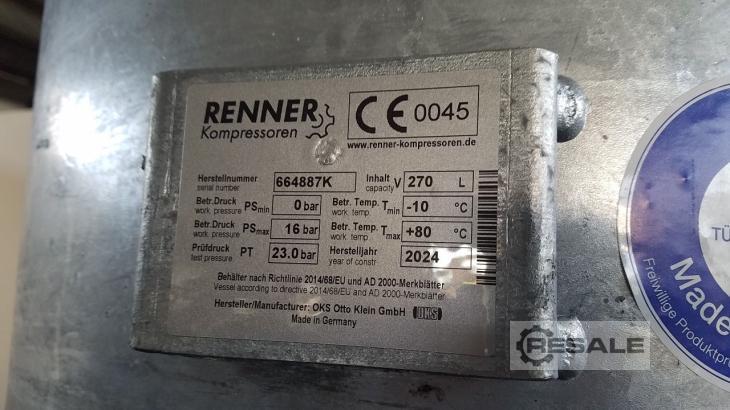 RENNER
Kompressoren
CE 0045
www.renner-kompressoren.de
Herstellnummer 664887K Inhalt V 270 L
serial number capacity
Betr.Druck PSmin 0 bar Betr. Temp. Tmin -10 °C
work. pressure work temp.
Betr.Druck PSmax 16 bar Betr. Temp. Tmax +80 °C
work. pressure work. temp.
Prüfdruck PT 23.0 bar Herstelljahr 2024
test pressure year of constr
Behälter nach Richtlinie 2014/68/EU und AD 2000-Merkblätter
Vessel according to directive 2014/68/EU and AD 2000-Merkblätter
Hersteller/Manufacturer: OKS Otto Klein GmbH OKS
Made in Germany
TÜ
Made
Freiwillige Produktpr
RESALE